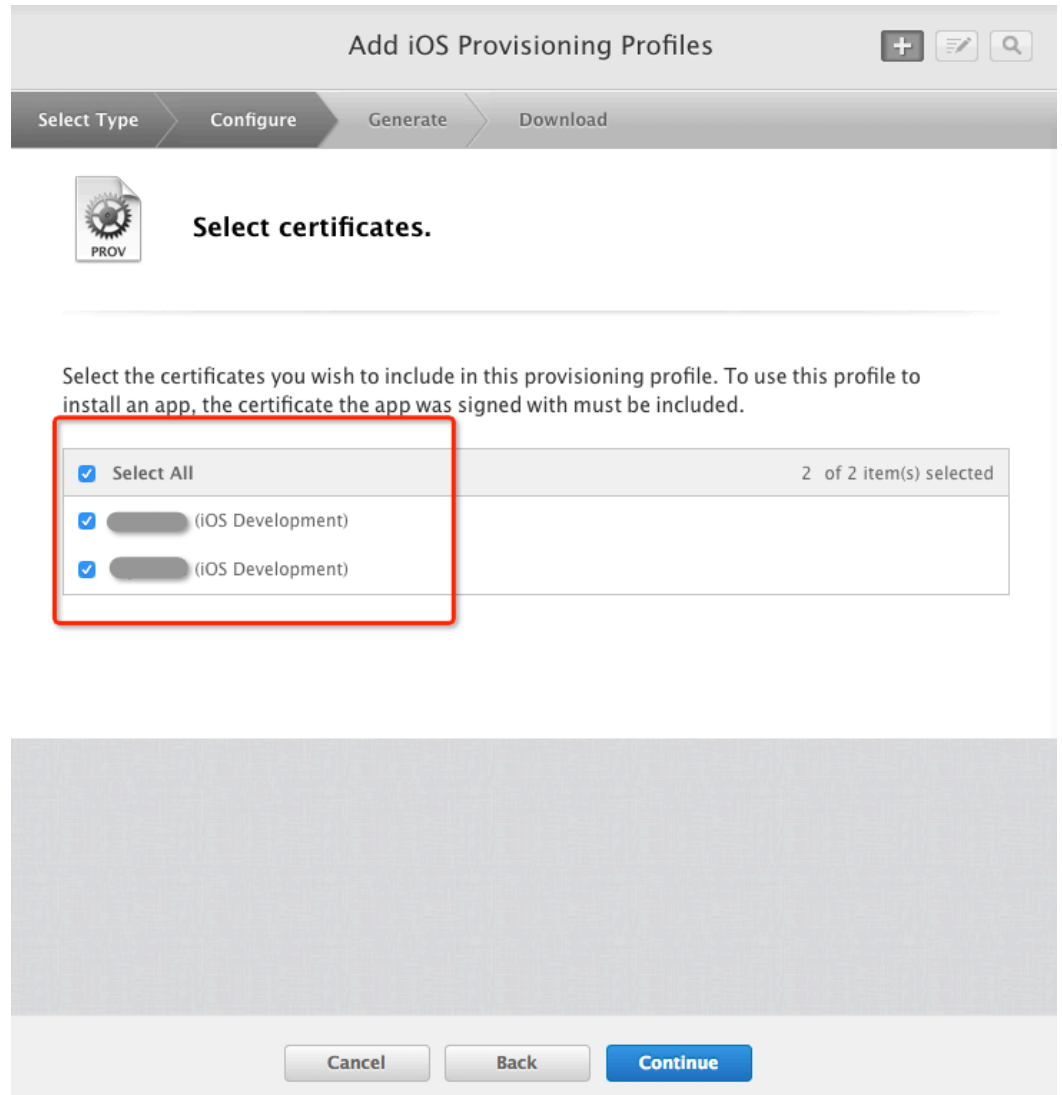 Add iOS Provisioning Profiles
Select Type
Configure
Generate
Download
PROV
Select certificates.
Select the certificates you wish to include in this provisioning profile. To use this profile to
install an app, the certificate the app was signed with must be included.
Select All
2 of 2 item(s) selected
(iOS Development)
(iOS Development)
Cancel
Back
Continue